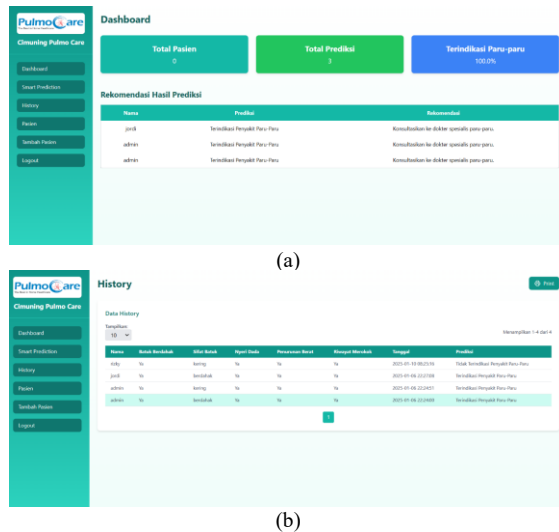 PulmoCare
Cimuning Pulmo Care
Dashboard
Smart Prediction
History
Pasien
Tambah Pasien
Logout
Dashboard
Total Pasien
0
Total Prediksi
3
Terindikasi Paru-paru
100.0%
Rekomendasi Hasil Prediksi
Nama Prediksi Rekomendasi
jordi Terindikasi Penyakit Paru-Paru Konsultasikan ke dokter spesialis paru-paru.
admin Terindikasi Penyakit Paru-Paru Konsultasikan ke dokter spesialis paru-paru.
admin Terindikasi Penyakit Paru-Paru Konsultasikan ke dokter spesialis paru-paru.
(a)
PulmoCare
Cimuning Pulmo Care
Dashboard
Smart Prediction
History
Pasien
Tambah Pasien
Logout
History
Print
Data History
Tampilkan
10
Menampilkan 1-4 dari 4
Nama Batuk Berdahak Sifat Batuk Nyeri Dada Penurunan Berat Riwayat Merokok Tanggal Prediksi
Ya kering Ya Ya Ya Tidak Terindikasi Penyakit Paru-Paru
jordi Ya berdahak Ya Ya Ya Terindikasi Penyakit Paru-Paru
admin Ya kering Ya Ya Ya Terindikasi Penyakit Paru-Paru
admin Ya berdahak Ya Ya Ya Terindikasi Penyakit Paru-Paru
1
(b)